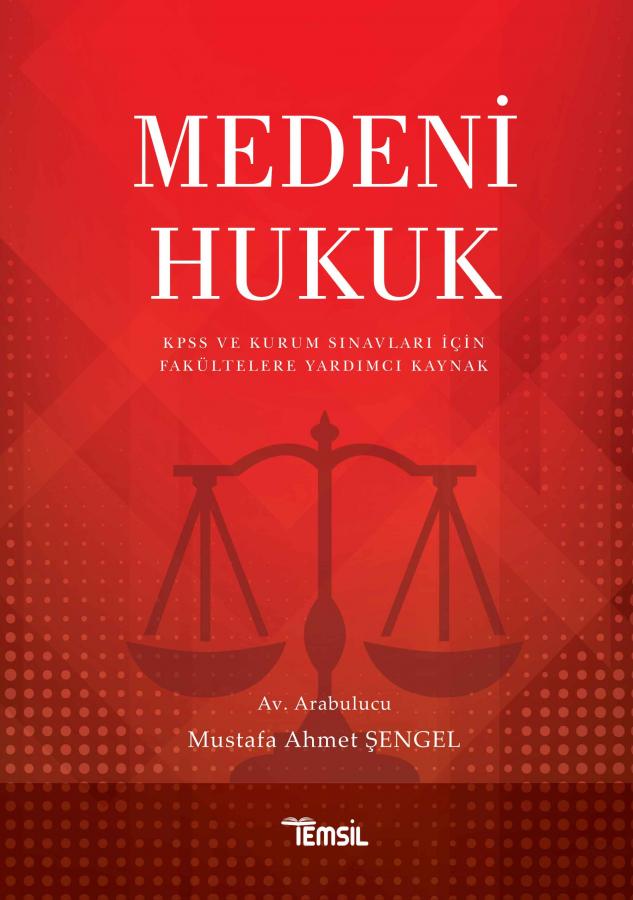 MEDENİ
HUKUK
KPSS VE KURUM SINAVLARI İÇİN
FAKÜLTELERE YARDIMCI KAYNAK
Av. Arabulucu
Mustafa Ahmet ŞENGEL
TEMSİL